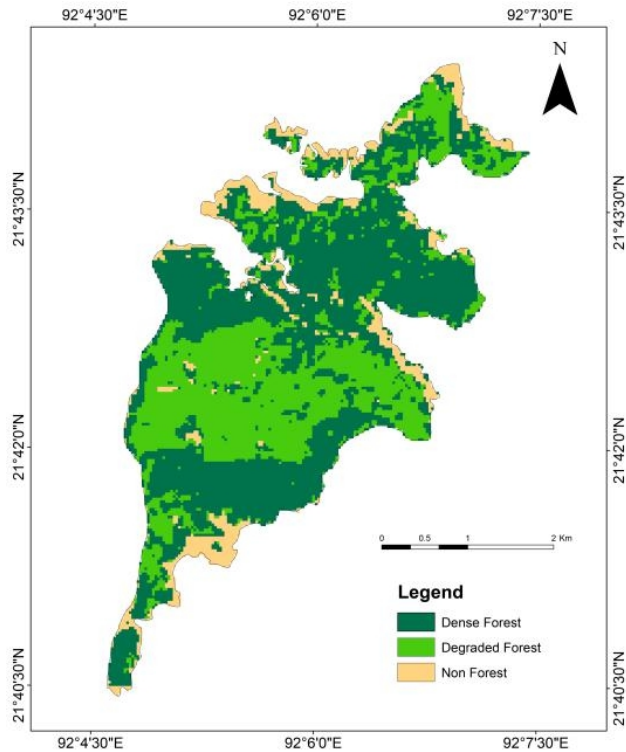 92°4'30"E 92°6'0"E 92°7'30"E
N
21°43'30"N 21°43'30"N
21°42'0"N 21°42'0"N
0 0.5 1 2 Km
Legend
Dense Forest
Degraded Forest
Non Forest
21°40'30"N 21°40'30"N
92°4'30"E 92°6'0"E 92°7'30"E